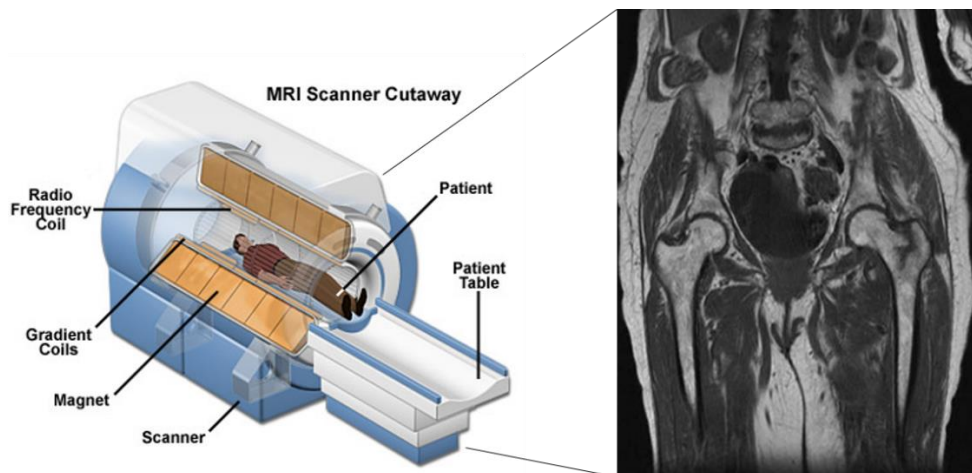 MRI Scanner Cutaway
Radio
Frequency
Coil
Patient
Patient
Table
Gradient
Coils
Magnet
Scanner